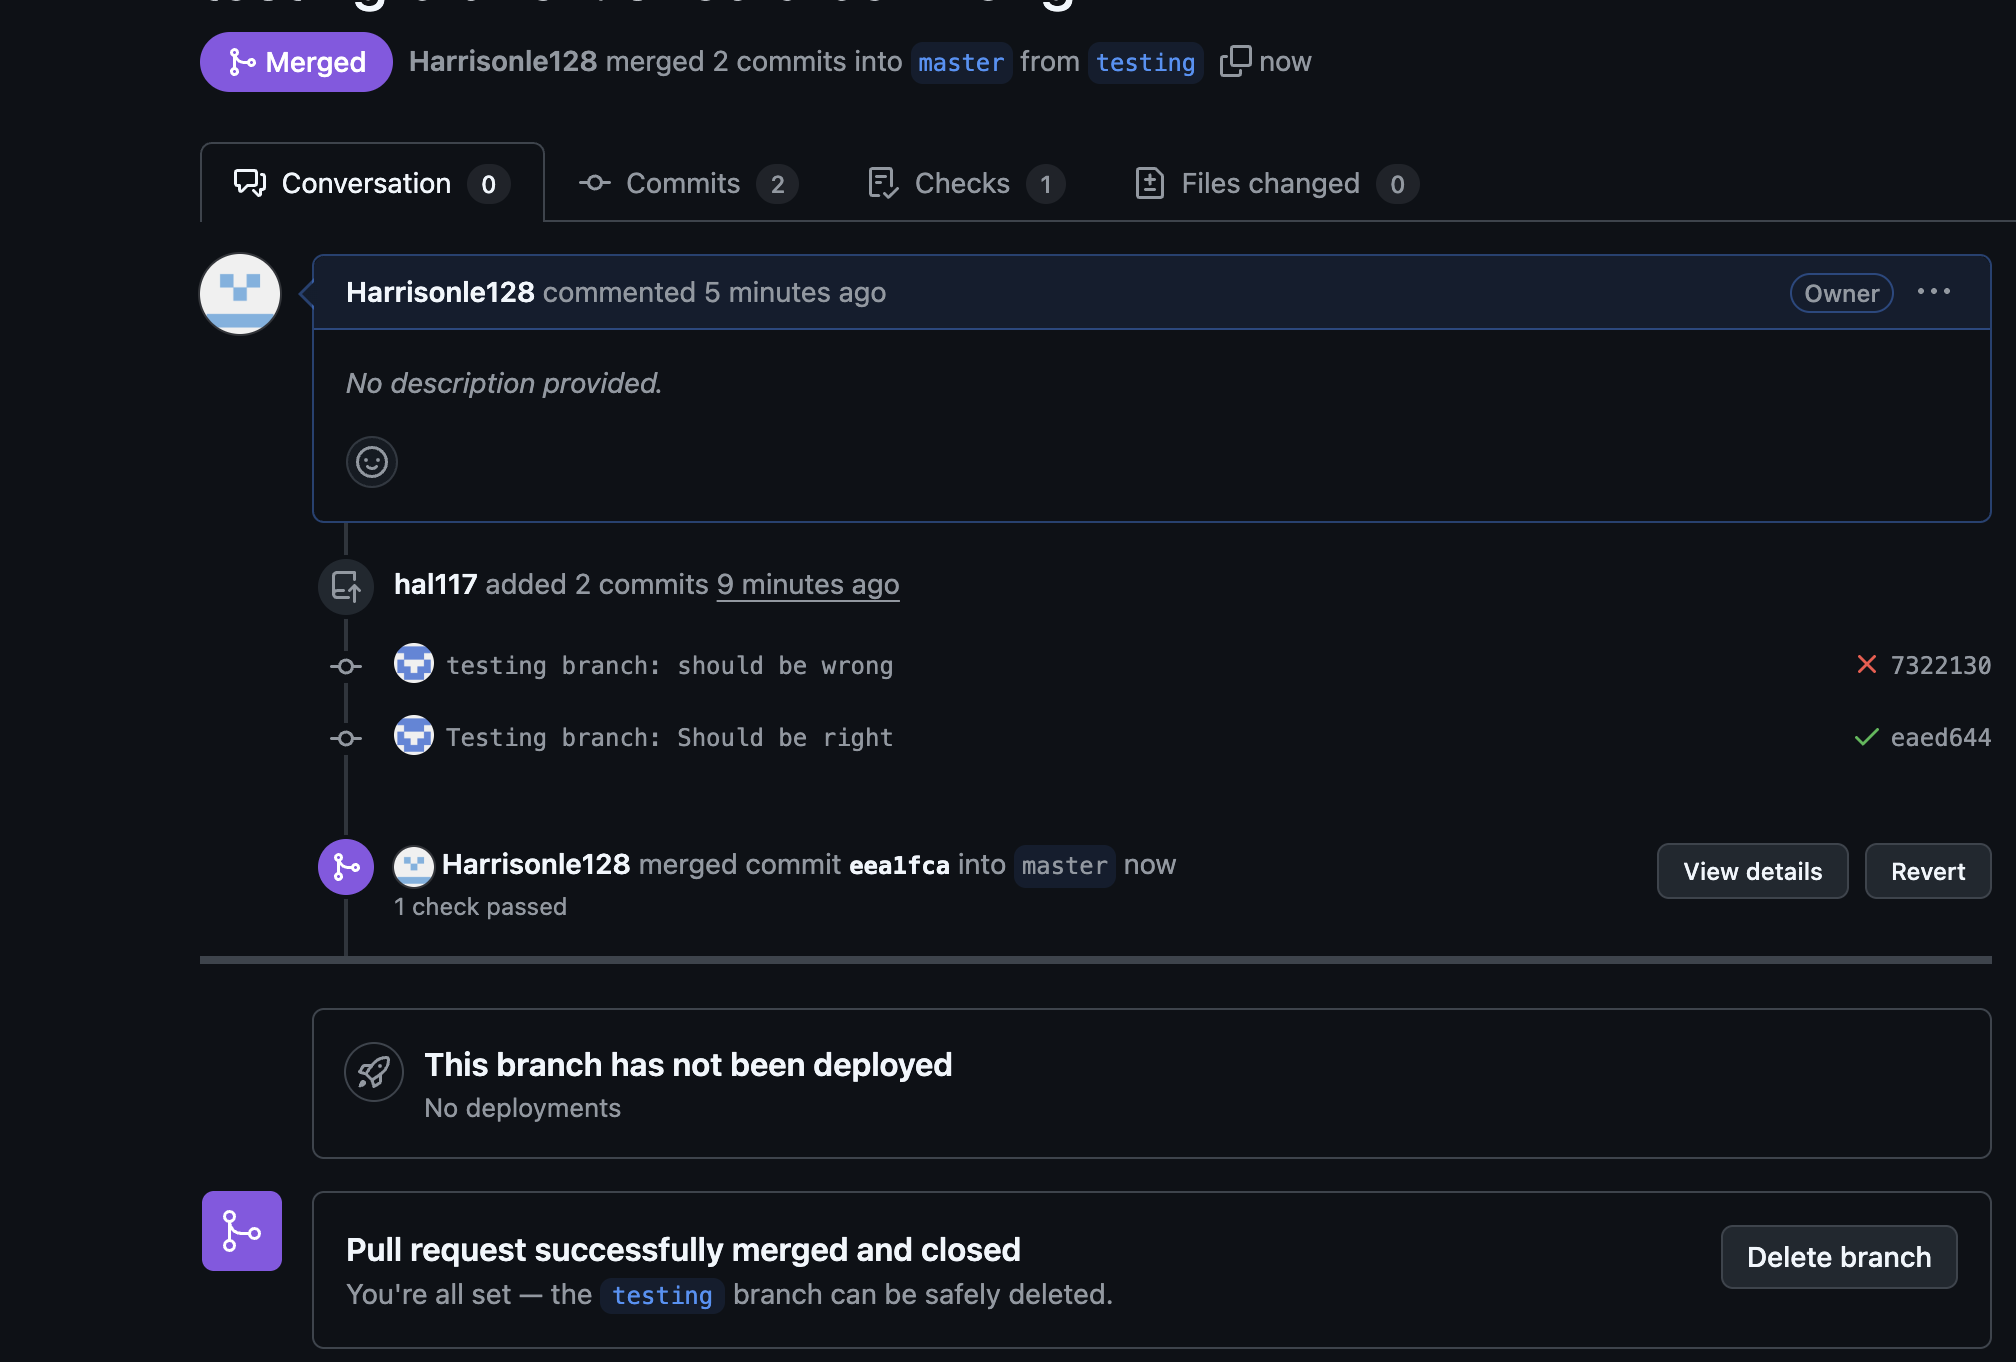 Merged Harrisonle128 merged 2 commits into master from testing now
Conversation 0 Commits 2 Checks 1 Files changed 0
Harrisonle128 commented 5 minutes ago Owner
No description provided.
hal117 added 2 commits 9 minutes ago
testing branch: should be wrong 7322130
Testing branch: Should be right eaed644
Harrisonle128 merged commit eea1fca into master now View details Revert
1 check passed
This branch has not been deployed
No deployments
Pull request successfully merged and closed
Delete branch
You're all set — the testing branch can be safely deleted.